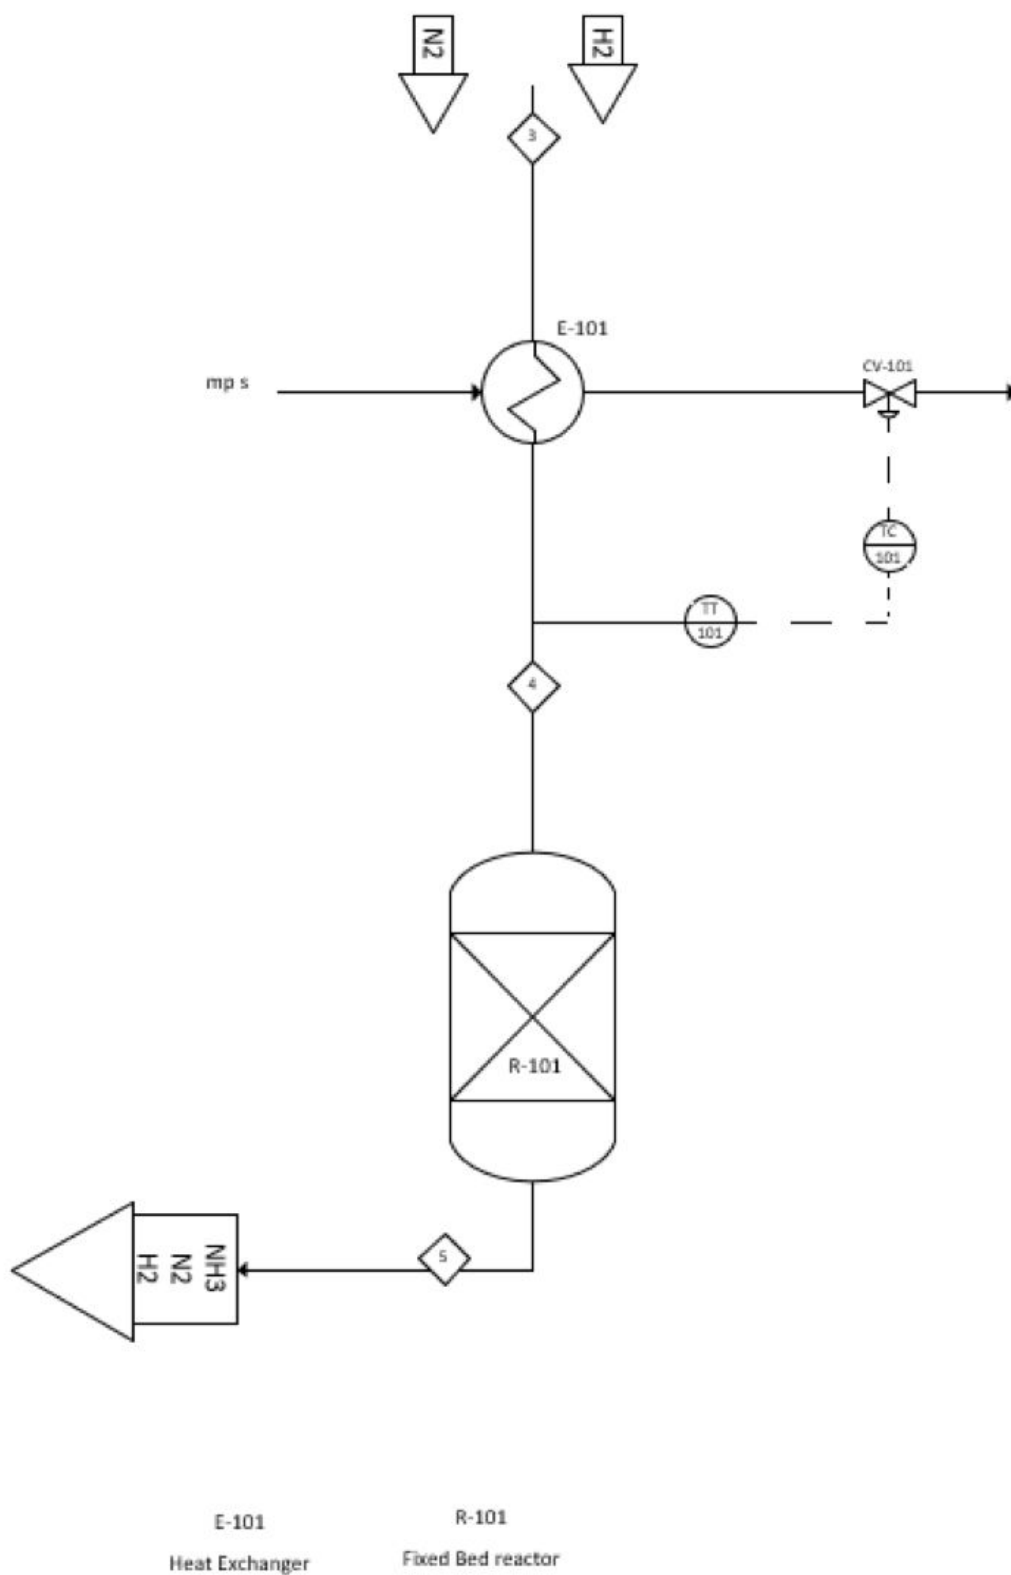 N2
H2
3
E-101
mp s
CV-101
TC
101
TT
101
4
R-101
5
NH3
N2
H2
E-101
Heat Exchanger
R-101
Fixed Bed reactor